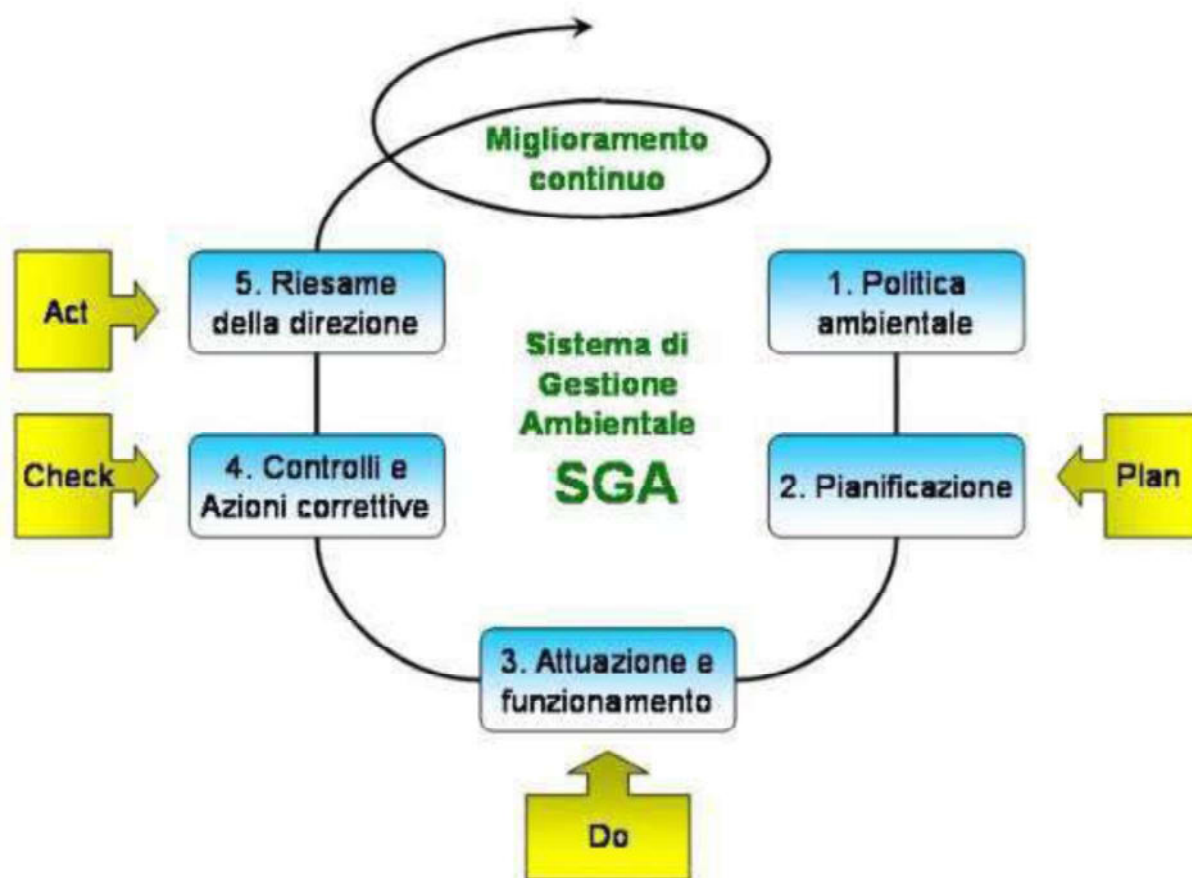 Miglioramento
continuo
Act
5. Riesame
della direzione
1. Politica
ambientale
Sistema di
Gestione
Ambientale
SGA
Check
4. Controlli e
Azioni correttive
2. Pianificazione
Plan
3. Attuazione e
funzionamento
Do